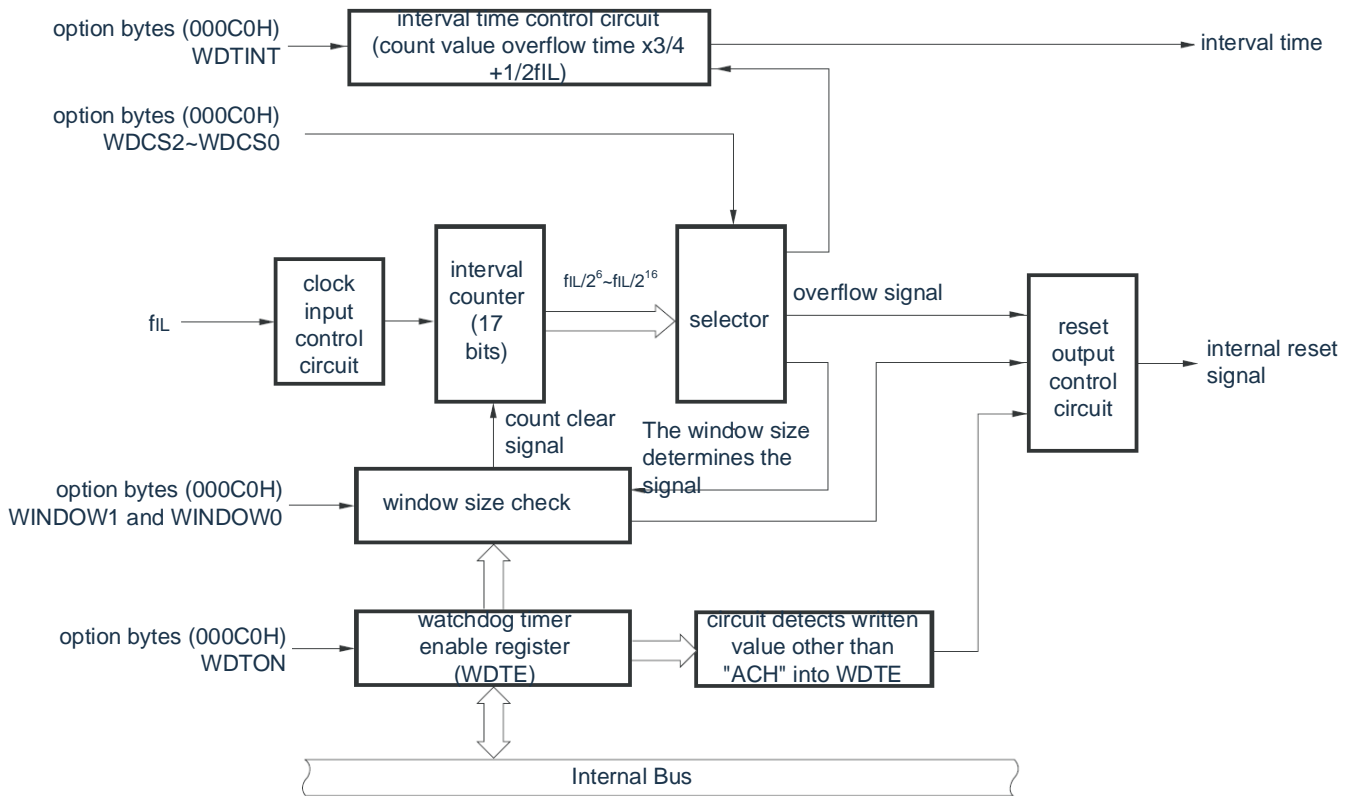 option bytes (000C0H)
WDTINT
interval time control circuit
(count value overflow time x3/4
+1/2fIL)
interval time
option bytes (000C0H)
WDCS2~WDCS0
fIL
clock
input
control
circuit
interval
counter
(17
bits)
fIL/2⁶~fIL/2¹⁶
selector
overflow signal
reset
output
control
circuit
internal reset
signal
count clear
signal
The window size
determines the
signal
option bytes (000C0H)
WINDOW1 and WINDOW0
window size check
option bytes (000C0H)
WDTON
watchdog timer
enable register
(WDTE)
circuit detects written
value other than
"ACH" into WDTE
Internal Bus